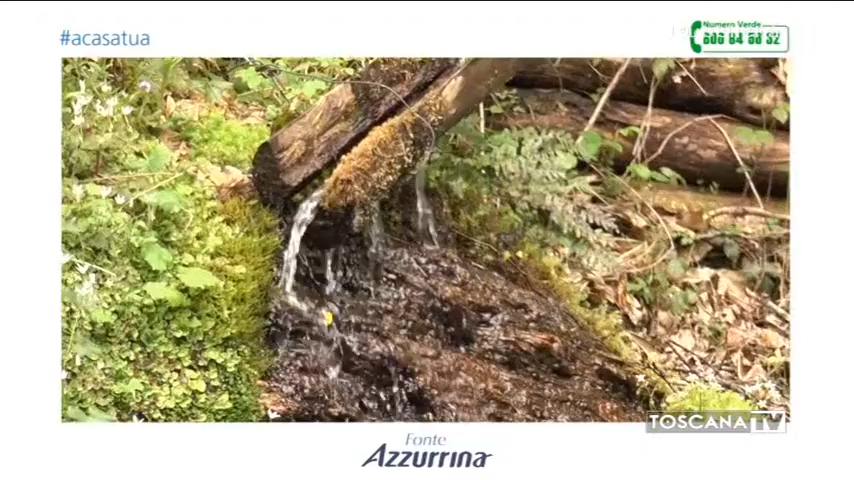 #acasatua
Numero Verde
TOSCANA TV
Fonte
Azzurrina